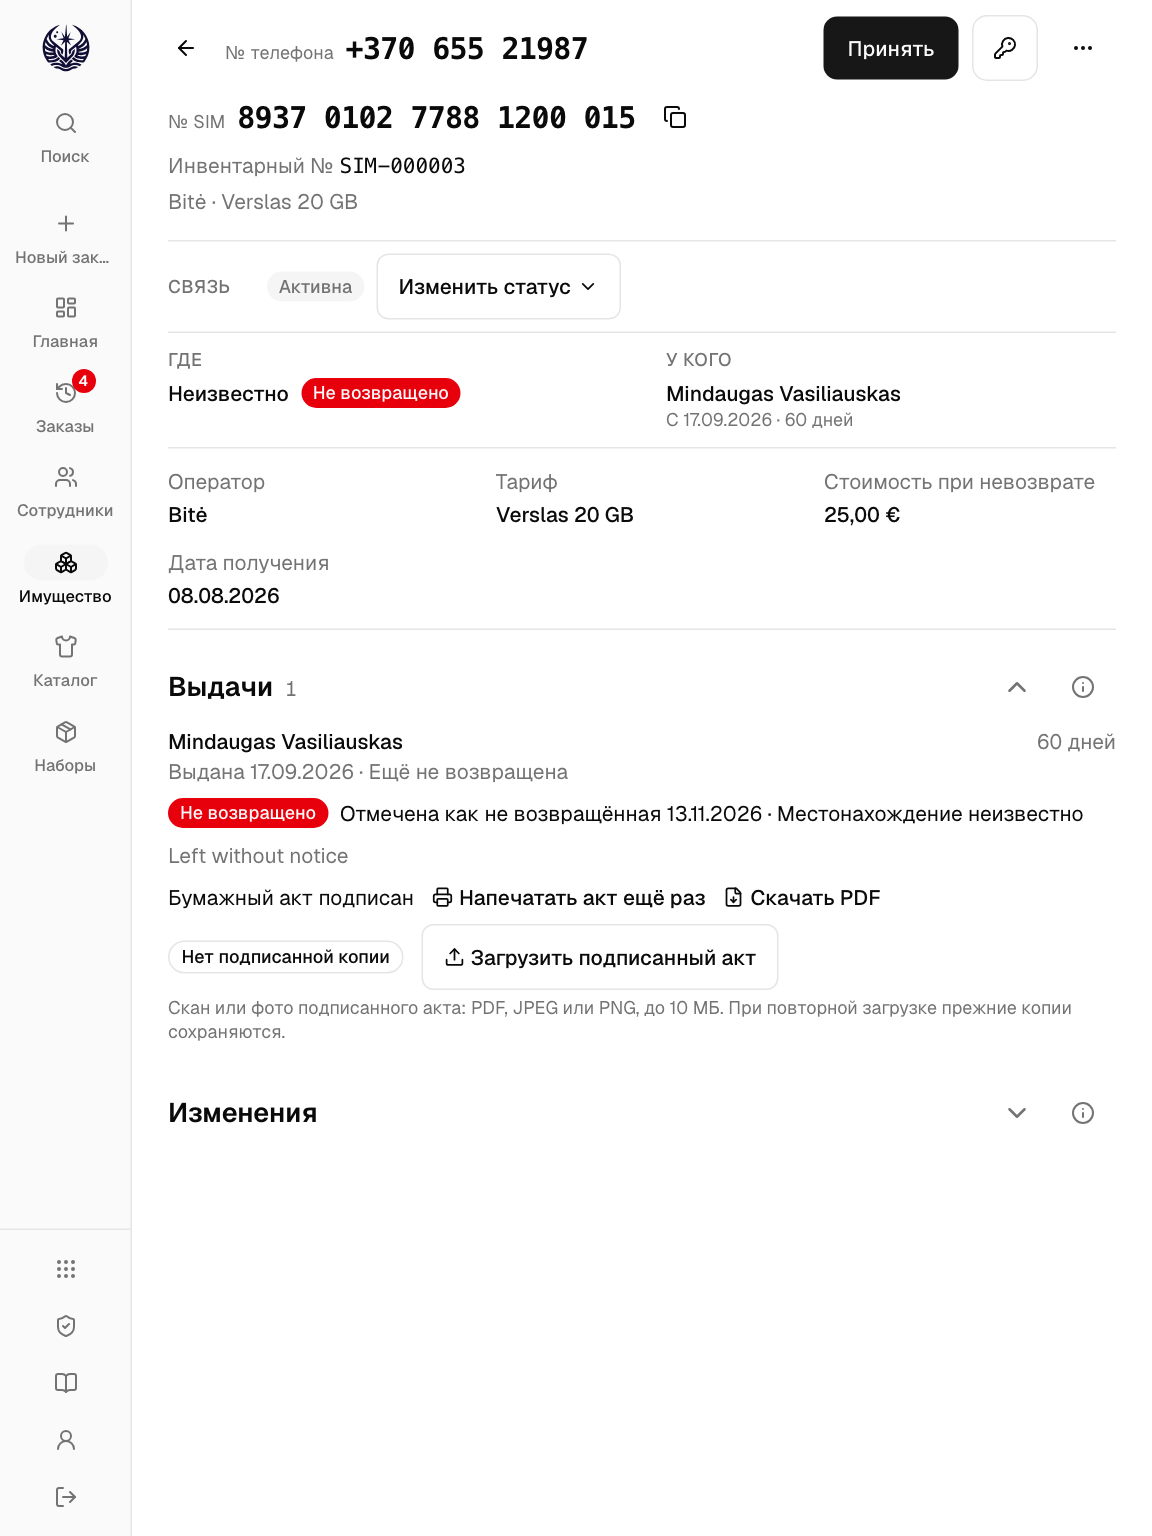 № телефона +370 655 21987
Принять
№ SIM 8937 0102 7788 1200 015
Инвентарный № SIM-000003
Bitė · Verslas 20 GB
СВЯЗЬ Активна Изменить статус
ГДЕ
Неизвестно Не возвращено
У КОГО
Mindaugas Vasiliauskas
С 17.09.2026 · 60 дней
Оператор
Bitė
Тариф
Verslas 20 GB
Стоимость при невозврате
25,00 €
Дата получения
08.08.2026
Выдачи 1
Mindaugas Vasiliauskas 60 дней
Выдана 17.09.2026 · Ещё не возвращена
Не возвращено Отмечена как не возвращённая 13.11.2026 · Местонахождение неизвестно
Left without notice
Бумажный акт подписан Напечатать акт ещё раз Скачать PDF
Нет подписанной копии Загрузить подписанный акт
Скан или фото подписанного акта: PDF, JPEG или PNG, до 10 МБ. При повторной загрузке прежние копии
сохраняются.
Изменения
Поиск
Новый зак...
Главная
4
Заказы
Сотрудники
Имущество
Каталог
Наборы